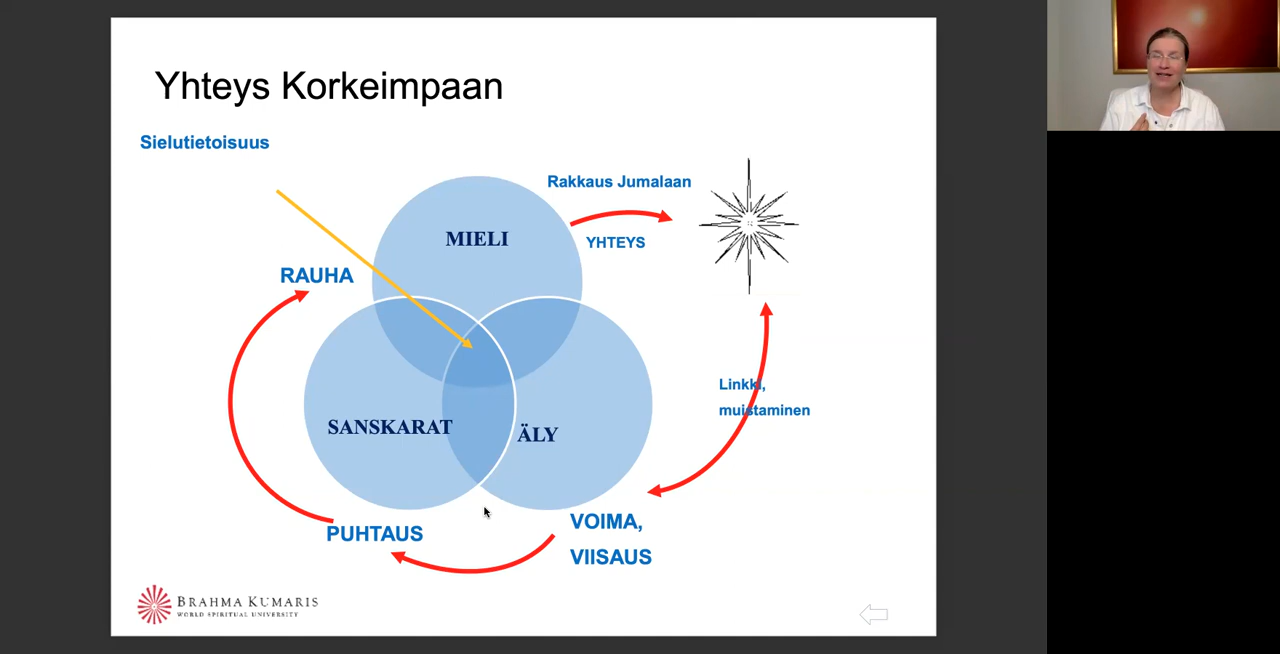 Yhteys Korkeimpaan
Sielutietoisuus
Rakkaus Jumalaan
MIELI
YHTEYS
RAUHA
Linkki,
muistaminen
SANSKARAT
ÄLY
VOIMA,
VIISAUS
PUHTAUS
BRAHMA KUMARIS
WORLD SPIRITUAL UNIVERSITY